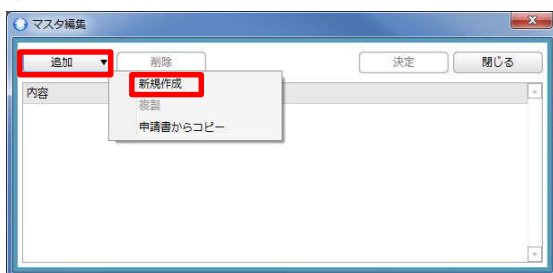 マスタ編集
追加 ▼ 削除 決定 閉じる
内容
新規作成
複製
申請書からコピー